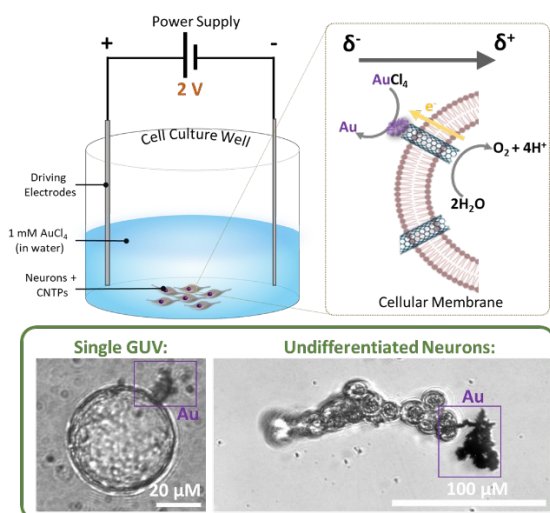 Power Supply
+
-
2 V
Cell Culture Well
Driving
Electrodes
1 mM AuCl4
(in water)
Neurons +
CNTPs
δ- δ+
AuCl4
e-
Au
O2 + 4H+
2H2O
Cellular Membrane
Single GUV:
Au
20 μM
Undifferentiated Neurons:
Au
100 μM